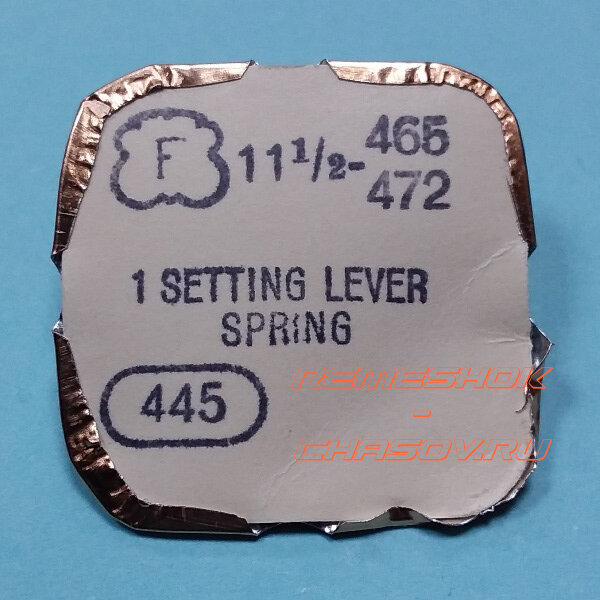 F 11 1/2- 465
472
1 SETTING LEVER
SPRING
445
REMESHOK
-
CHASOV.RU